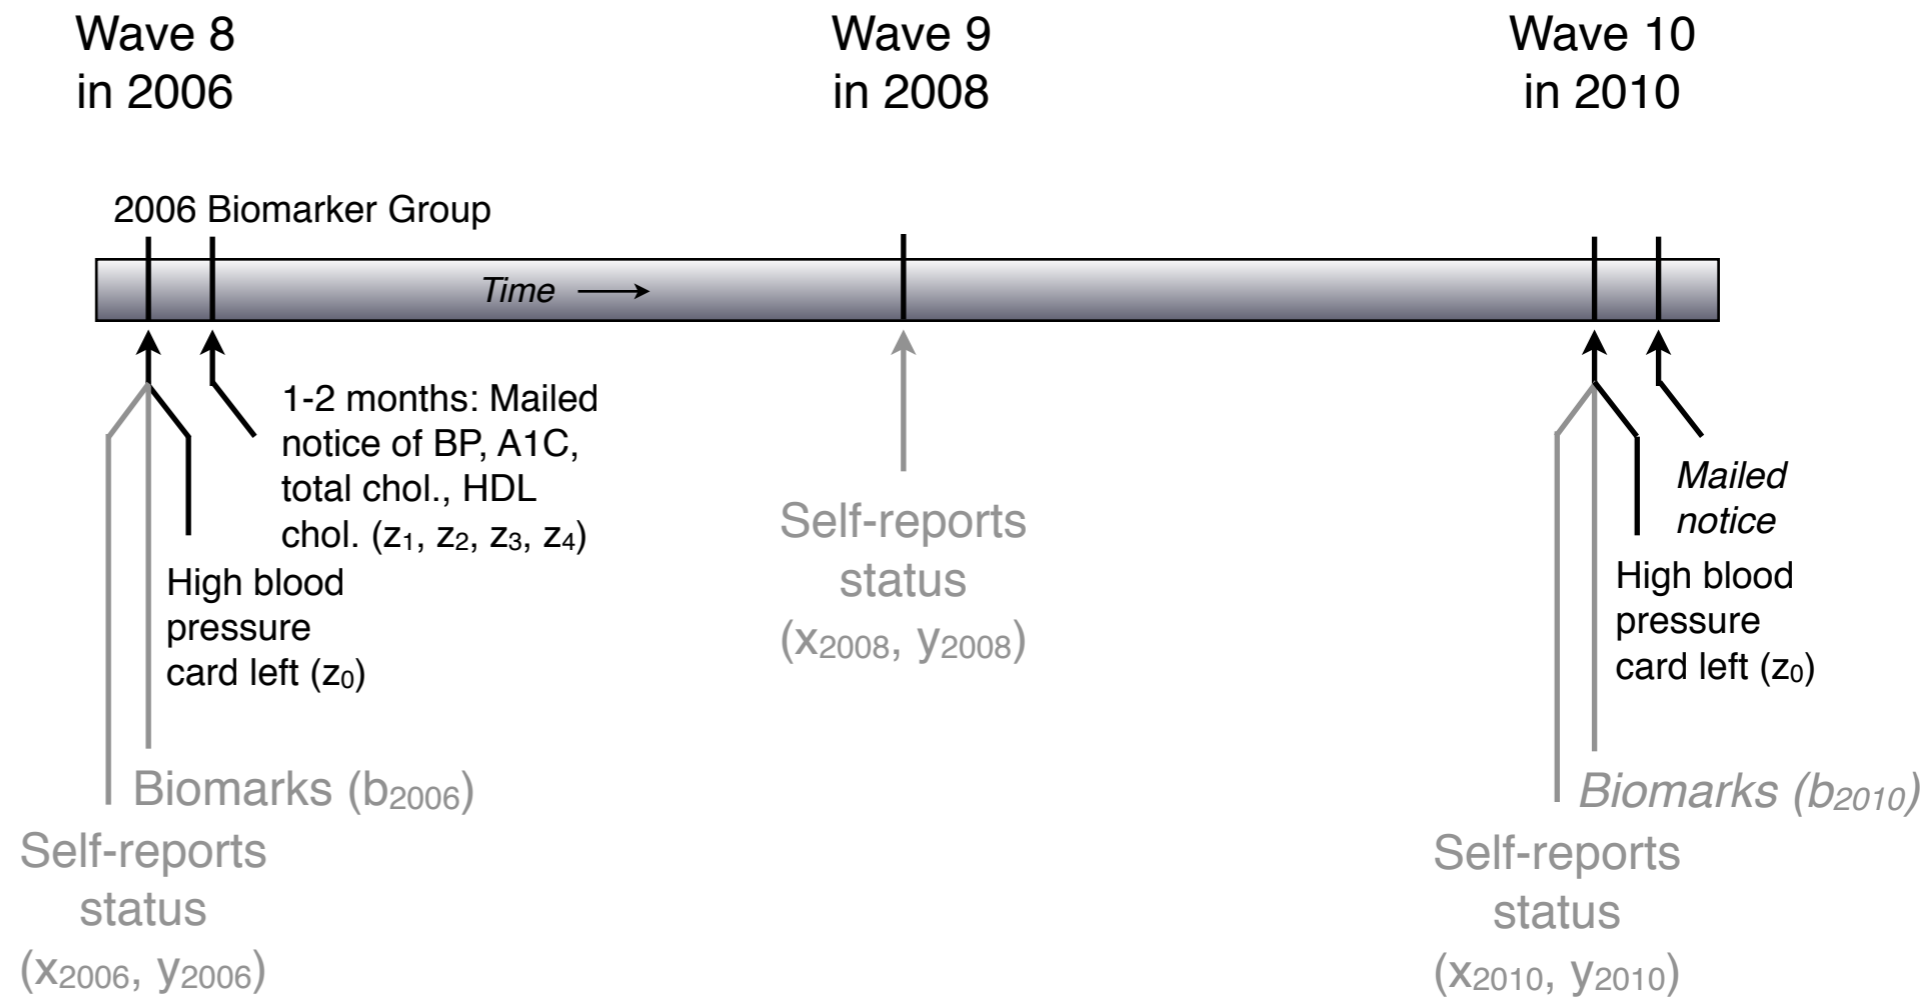 Wave 8
in 2006
Wave 9
in 2008
Wave 10
in 2010
2006 Biomarker Group
Time
1-2 months: Mailed
notice of BP, A1C,
total chol., HDL
chol. (z₁, z₂, z₃, z₄)
High blood
pressure
card left (z₀)
Biomarks (b₂₀₀₆)
Self-reports
status
(x₂₀₀₆, y₂₀₀₆)
Self-reports
status
(x₂₀₀₈, y₂₀₀₈)
Mailed
notice
High blood
pressure
card left (z₀)
Biomarks (b₂₀₁₀)
Self-reports
status
(x₂₀₁₀, y₂₀₁₀)